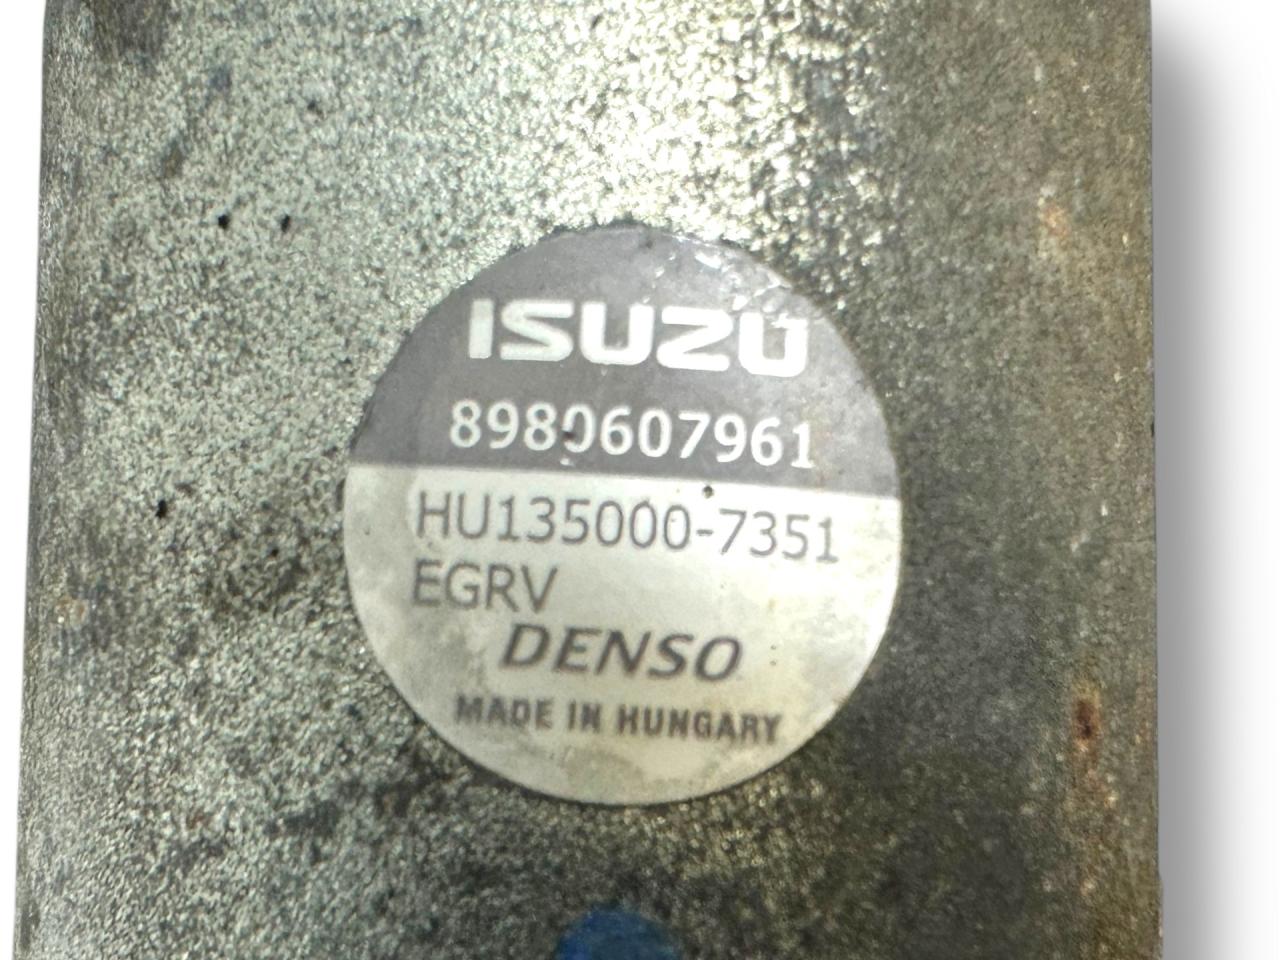 ISUZU
8980607961
HU135000-7351
EGRV
DENSO
MADE IN HUNGARY